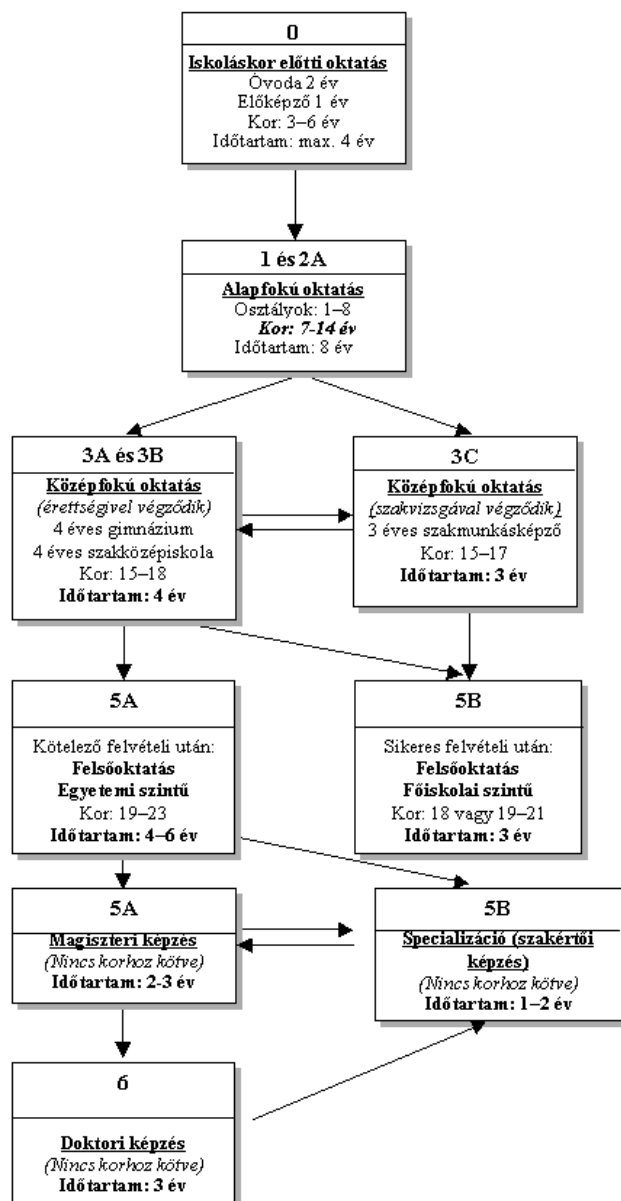 0
Iskoláskor előtti oktatás
Óvoda 2 év
Előképző 1 év
Kor: 3–6 év
Időtartam: max. 4 év
1 és 2A
Alapfokú oktatás
Osztályok: 1–8
Kor: 7-14 év
Időtartam: 8 év
3A és 3B
Középfokú oktatás
(érettségivel végződik)
4 éves gimnázium
4 éves szakközépiskola
Kor: 15–18
Időtartam: 4 év
3C
Középfokú oktatás
(szakvizsgával végződik)
3 éves szakmunkásképző
Kor: 15–17
Időtartam: 3 év
5A
Kötelező felvételi után:
Felsőoktatás
Egyetemi szintű
Kor: 19–23
Időtartam: 4–6 év
5B
Sikeres felvételi után:
Felsőoktatás
Főiskolai szintű
Kor: 18 vagy 19–21
Időtartam: 3 év
5A
Magiszteri képzés
(Nincs korhoz kötve)
Időtartam: 2-3 év
5B
Specializáció (szakértői
képzés)
(Nincs korhoz kötve)
Időtartam: 1–2 év
6
Doktori képzés
(Nincs korhoz kötve)
Időtartam: 3 év